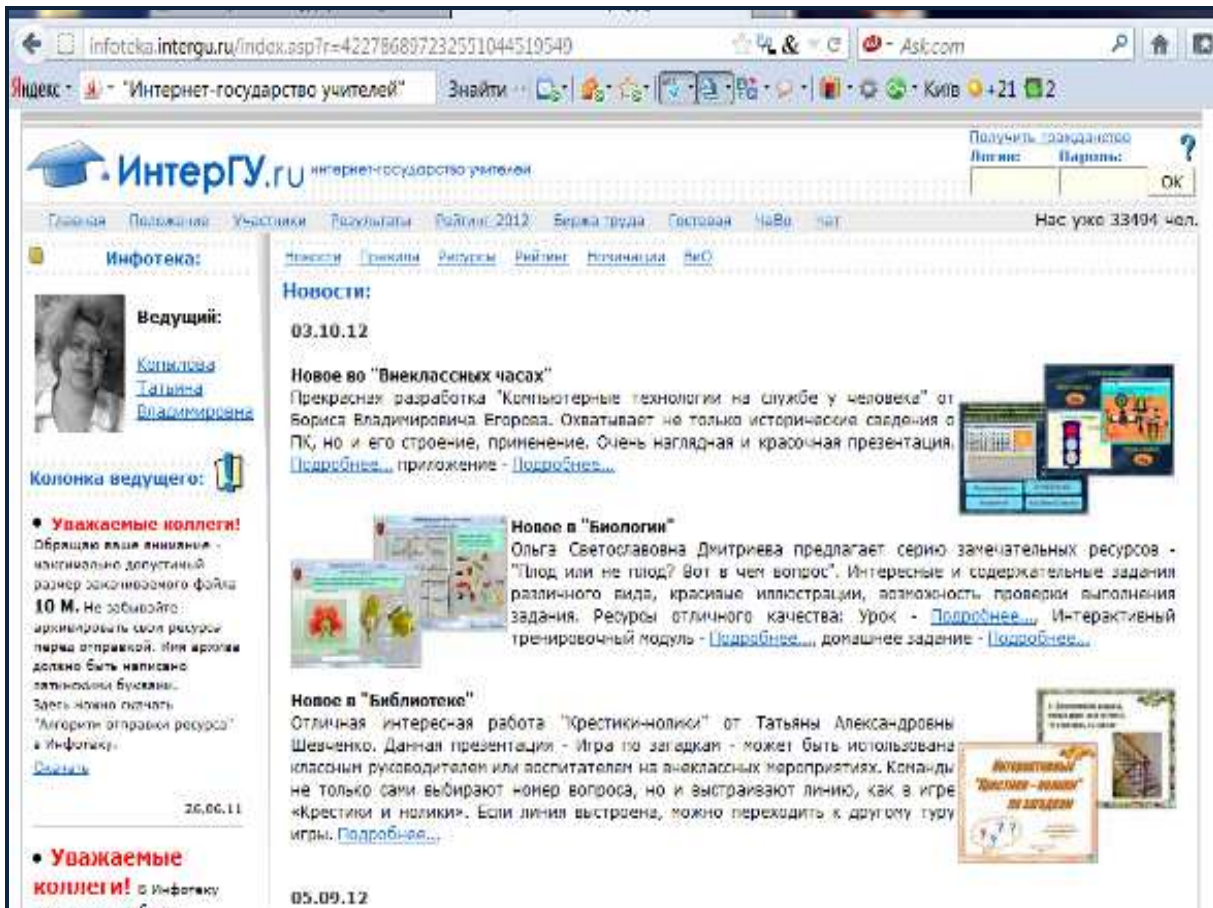 infoteka.intergu.ru/index.asp?r=422786897232551044519549
Ask.com
Яндекс
"Интернет-государство учителей"
Знайти
Київ +21 2
ИнтерГУ.ru интернет-государство учителей
Получить гражданство
Логин: Пароль:
?
OK
Главная Положение Участники Результаты Рейтинг 2012 Биржа труда Гостевая ЧаВо чат
Нас уже 33494 чел.
Инфотека:
Ведущий:
Копылова
Татьяна
Владимировна
Колонка ведущего:
• Уважаемые коллеги!
Обращаю ваше внимание -
максимально допустимый
размер закачиваемого файла
10 М. Не забывайте
архивировать свои ресурсы
перед отправкой. Имя архива
должно быть написано
латинскими буквами.
Здесь можно скачать
"Алгоритм отправки ресурса"
в Инфотеку.
Скачать
26.06.11
• Уважаемые
коллеги! В Инфотеку
Новости Правила Ресурсы Рейтинг Номинации ВиО
Новости:
03.10.12
Новое во "Внеклассных часах"
Прекрасная разработка "Компьютерные технологии на службе у человека" от
Бориса Владимировича Егорова. Охватывает не только исторические сведения о
ПК, но и его строение, применение. Очень наглядная и красочная презентация.
Подробнее... приложение - Подробнее...
Новое в "Биологии"
Ольга Светославовна Дмитриева предлагает серию замечательных ресурсов -
"Плод или не плод? Вот в чем вопрос". Интересные и содержательные задания
различного вида, красивые иллюстрации, возможность проверки выполнения
задания. Ресурсы отличного качества: Урок - Подробнее..., Интерактивный
тренировочный модуль - Подробнее..., домашнее задание - Подробнее...
Новое в "Библиотеке"
Отличная интересная работа "Крестики-нолики" от Татьяны Александровны
Шевченко. Данная презентация - Игра по загадкам - может быть использована
классным руководителем или воспитателем на внеклассных мероприятиях. Команды
не только сами выбирают номер вопроса, но и выстраивают линию, как в игре
«Крестики и нолики». Если линия выстроена, можно переходить к другому туру
игры. Подробнее...
Интерактивные
"Крестики - нолики"
по загадкам
05.09.12